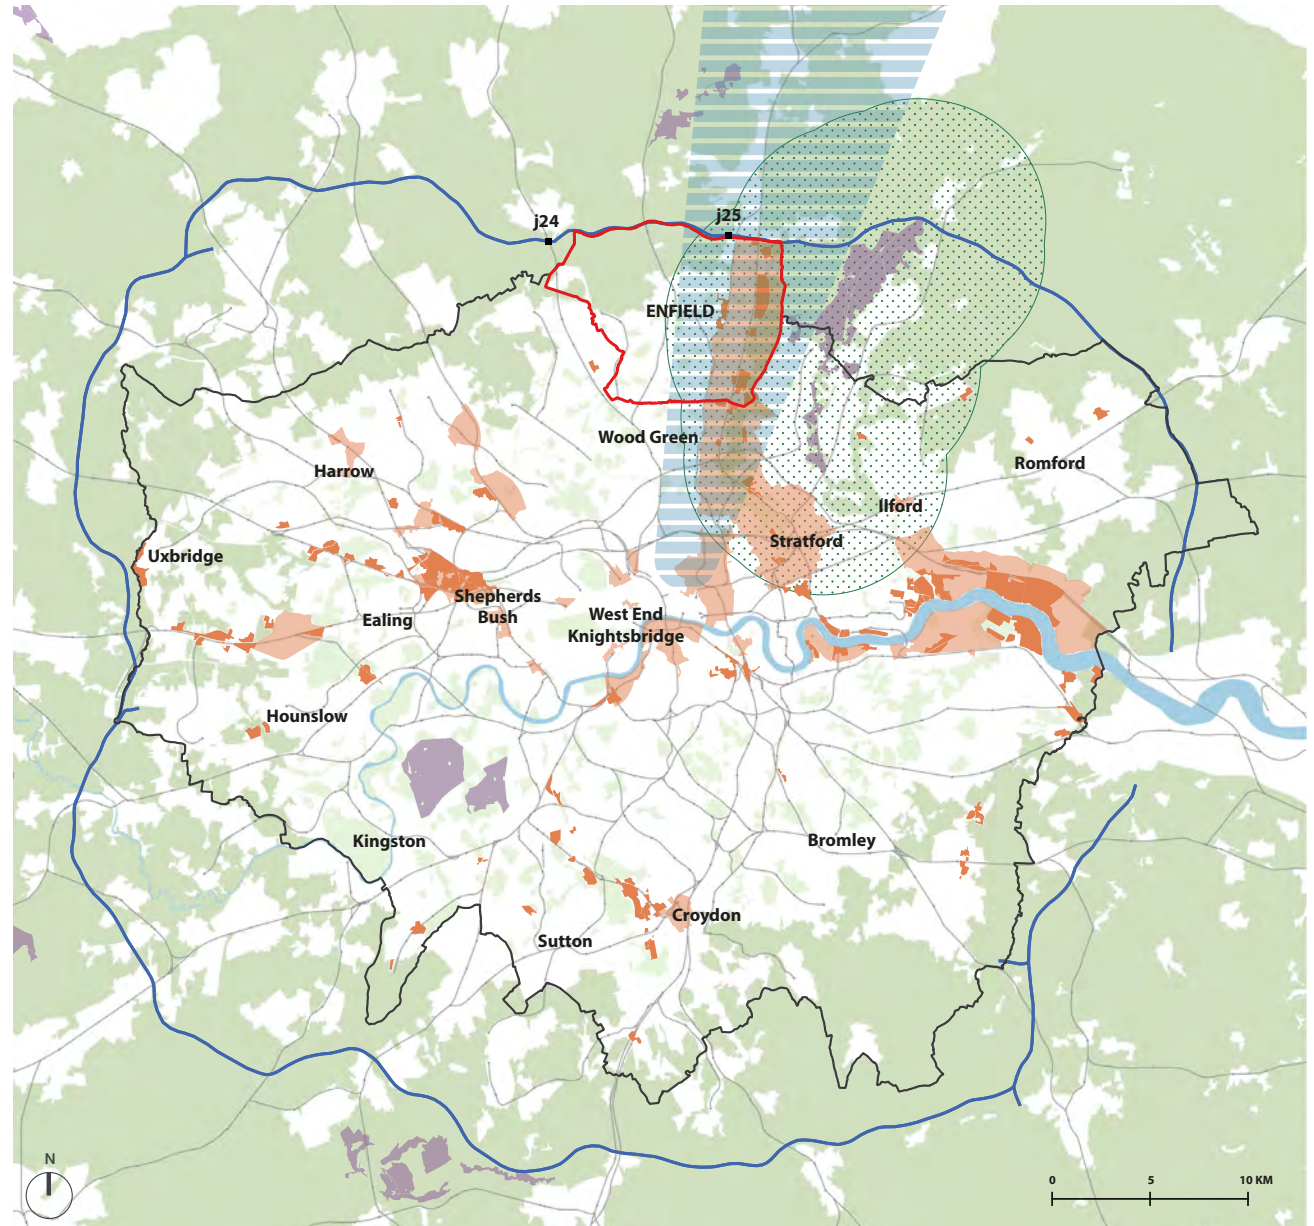 j24
j25
ENFIELD
Wood Green
Harrow
Romford
Ilford
Stratford
Uxbridge
Shepherds
Bush
Ealing
West End
Knightsbridge
Hounslow
Kingston
Bromley
Croydon
Sutton
N
0 5 10 KM